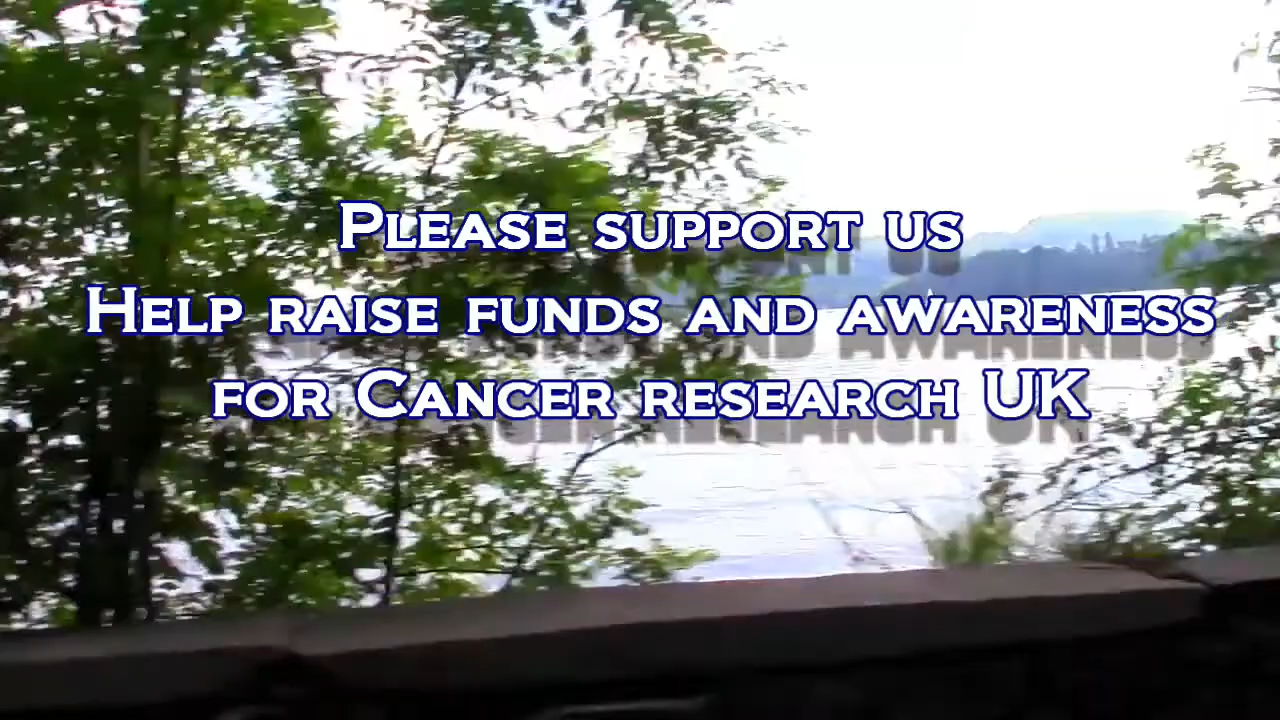 Please support us
Help raise funds and awareness
for Cancer research UK